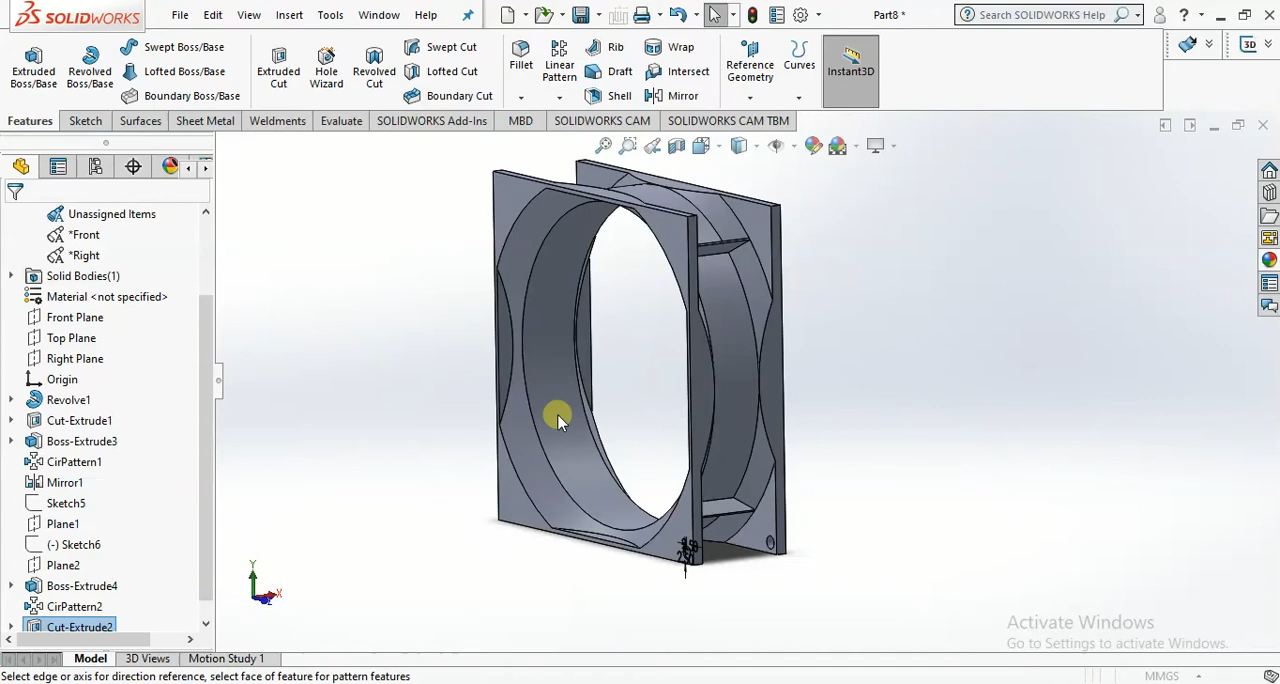 SOLIDWORKS File Edit View Insert Tools Window Help Part8 * Search SOLIDWORKS Help
Extruded Boss/Base
Revolved Boss/Base
Swept Boss/Base
Lofted Boss/Base
Boundary Boss/Base
Extruded Cut
Hole Wizard
Revolved Cut
Swept Cut
Lofted Cut
Boundary Cut
Fillet
Linear Pattern
Rib
Draft
Shell
Wrap
Intersect
Mirror
Reference Geometry
Curves
Instant3D
3D
Features Sketch Surfaces Sheet Metal Weldments Evaluate SOLIDWORKS Add-Ins MBD SOLIDWORKS CAM SOLIDWORKS CAM TBM
Unassigned Items
*Front
*Right
Solid Bodies(1)
Material <not specified>
Front Plane
Top Plane
Right Plane
Origin
Revolve1
Cut-Extrude1
Boss-Extrude3
CirPattern1
Mirror1
Sketch5
Plane1
(-) Sketch6
Plane2
Boss-Extrude4
CirPattern2
Cut-Extrude2
Y
X
Z
Activate Windows
Go to Settings to activate Windows.
Model 3D Views Motion Study 1
Select edge or axis for direction reference, select face of feature for pattern features MMGS